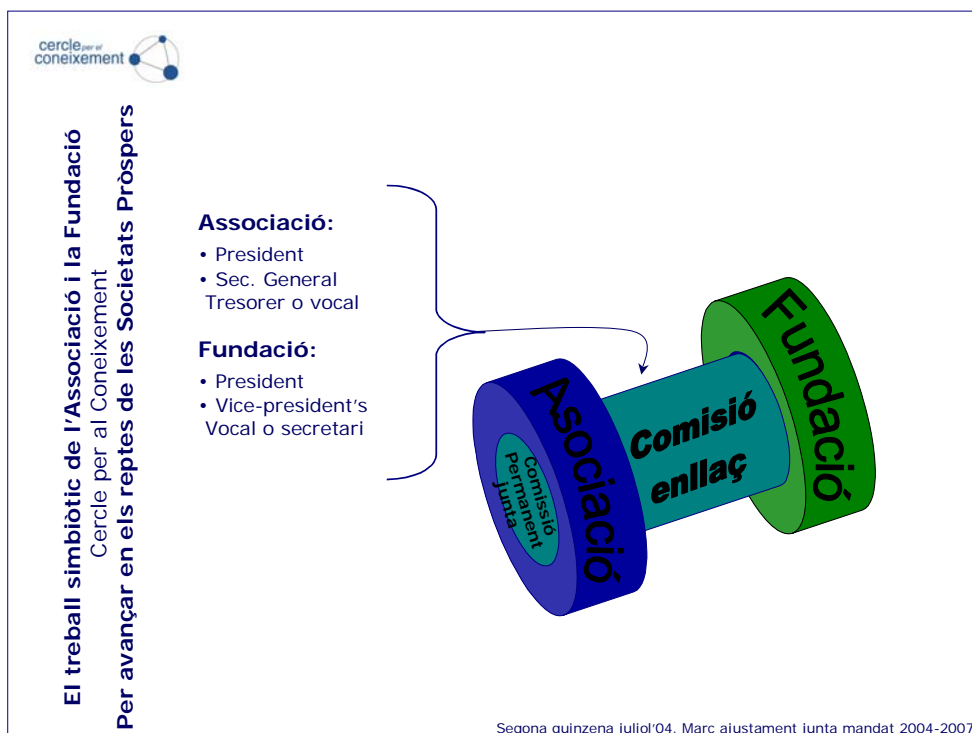 cercle per el
coneixement
El treball simbiòtic de l'Associació i la Fundació
Cercle per al Coneixement
Per avançar en els reptes de les Societats Pròspers
Associació:
• President
• Sec. General
Tresorer o vocal
Fundació:
• President
• Vice-president's
Vocal o secretari
Asociació
Comissió
Permanent
junta
Comisió
enllaç
Fundació
Segona quinzena juliol'04. Marc ajustament junta mandat 2004-2007